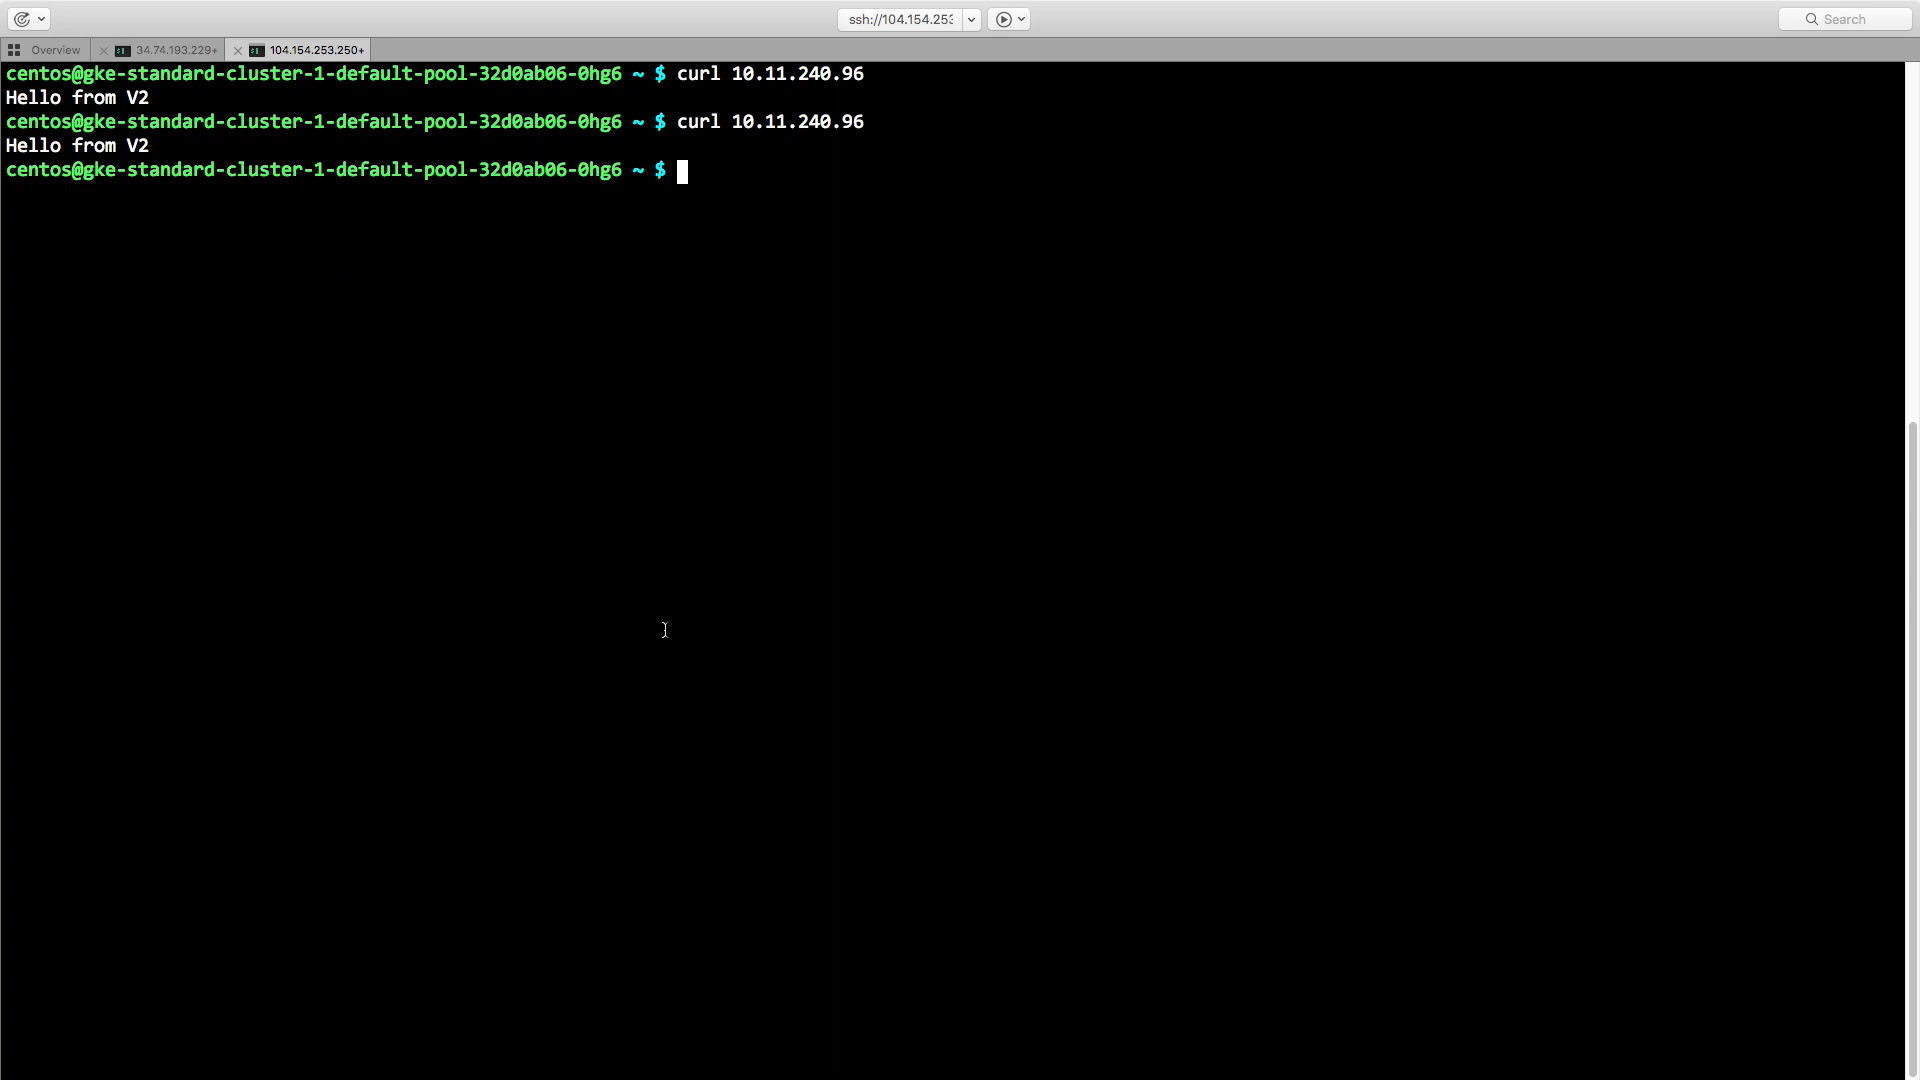 ssh://104.154.253
Search
Overview
34.74.193.229+
104.154.253.250+
centos@gke-standard-cluster-1-default-pool-32d0ab06-0hg6 ~ $ curl 10.11.240.96
Hello from V2
centos@gke-standard-cluster-1-default-pool-32d0ab06-0hg6 ~ $ curl 10.11.240.96
Hello from V2
centos@gke-standard-cluster-1-default-pool-32d0ab06-0hg6 ~ $